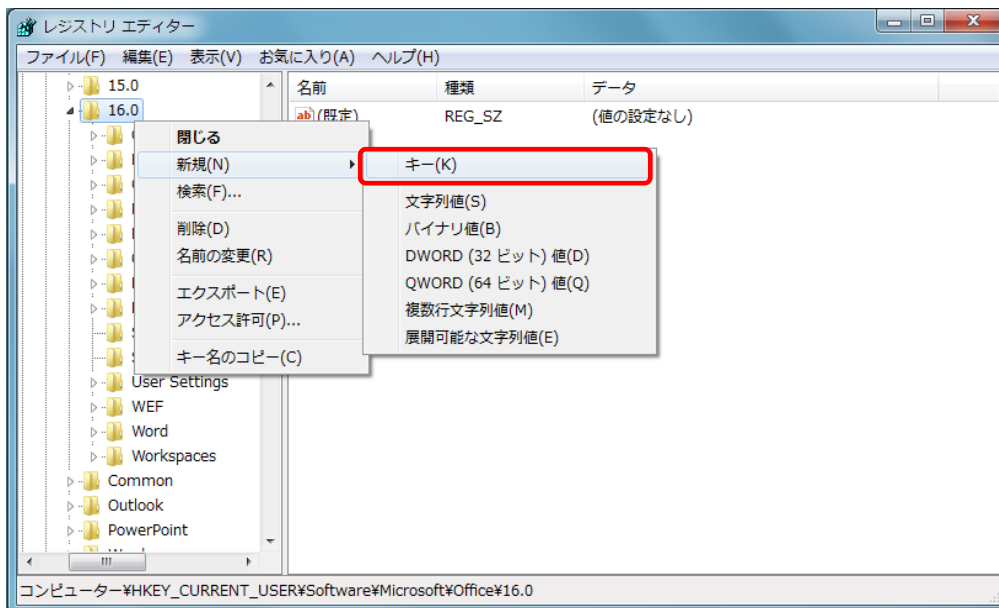 レジストリ エディター
ファイル(F) 編集(E) 表示(V) お気に入り(A) ヘルプ(H)
名前 種類 データ
ab (既定) REG_SZ (値の設定なし)
15.0
16.0
閉じる
新規(N)
検索(F)...
削除(D)
名前の変更(R)
エクスポート(E)
アクセス許可(P)...
キー名のコピー(C)
キー(K)
文字列値(S)
バイナリ値(B)
DWORD (32 ビット) 値(D)
QWORD (64 ビット) 値(Q)
複数行文字列値(M)
展開可能な文字列値(E)
User Settings
WEF
Word
Workspaces
Common
Outlook
PowerPoint
コンピューター¥HKEY_CURRENT_USER¥Software¥Microsoft¥Office¥16.0